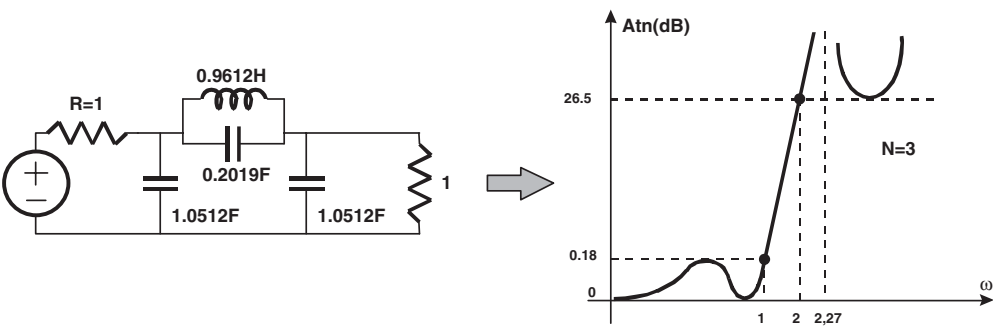 0.9612H
R=1
0.2019F
1.0512F
1.0512F
1
+
−
Atn(dB)
26.5
N=3
0.18
0
1
2
2,27
ω